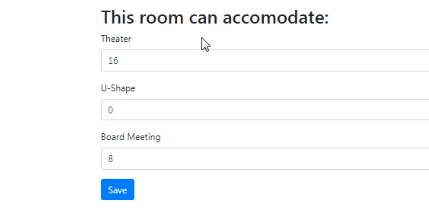 This room can accomodate:
Theater
16
U-Shape
0
Board Meeting
8
Save